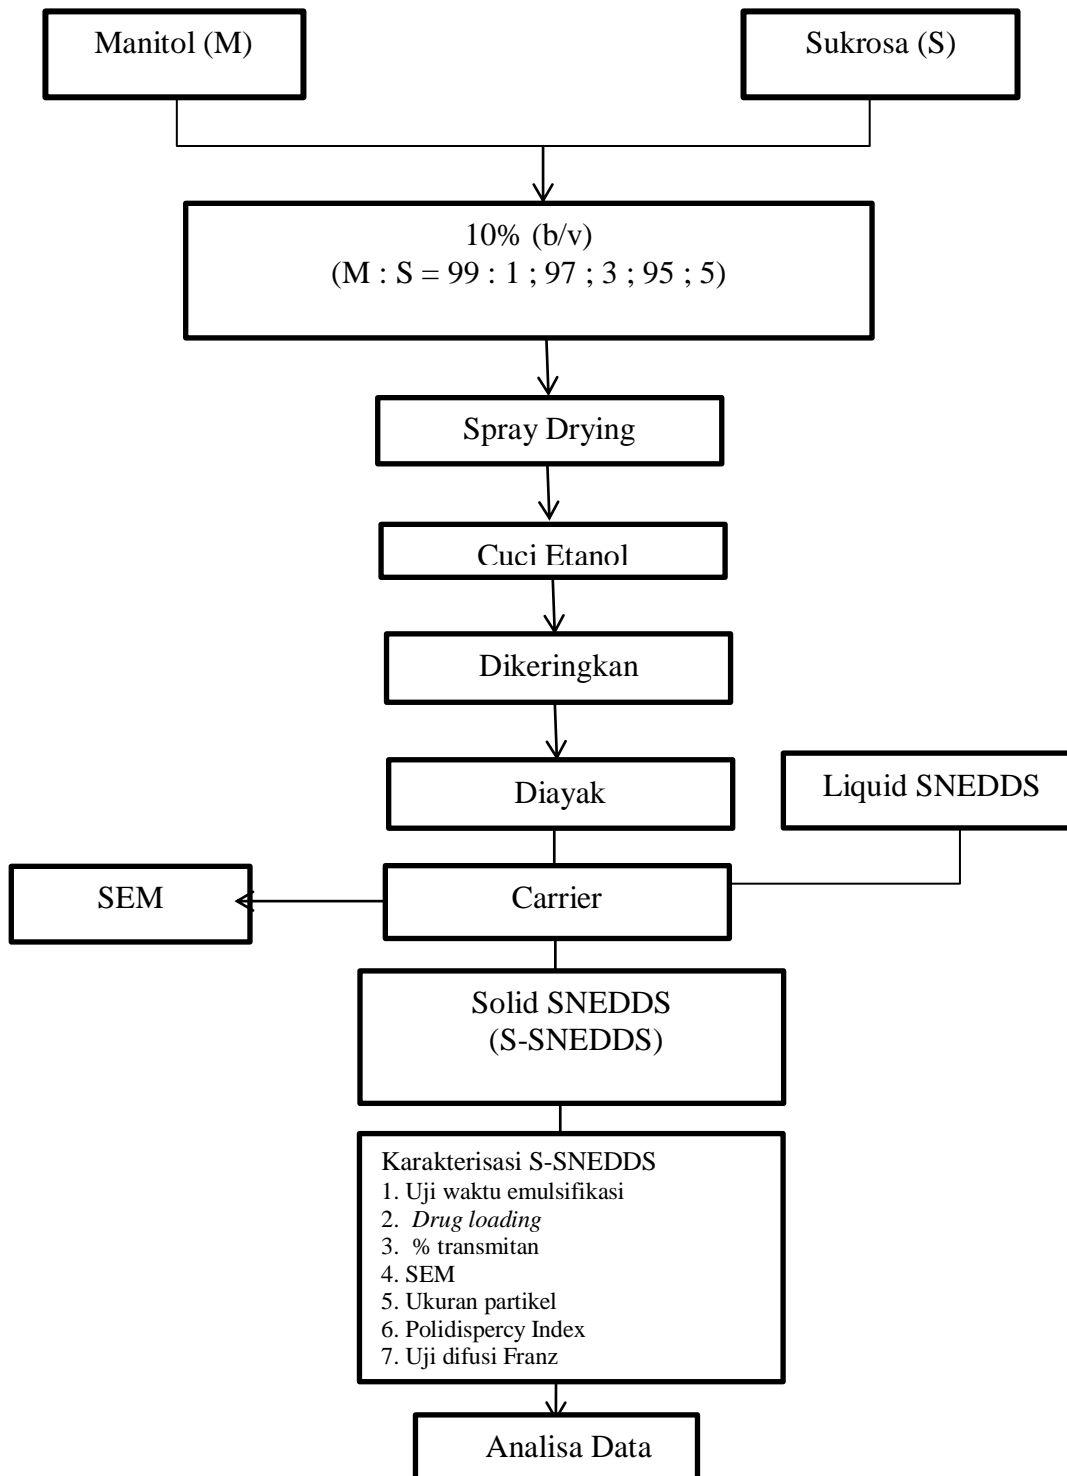 Manitol (M)
Sukrosa (S)
10% (b/v)
(M : S = 99 : 1 ; 97 ; 3 ; 95 ; 5)
Spray Drying
Cuci Etanol
Dikeringkan
Diayak
Liquid SNEDDS
SEM
Carrier
Solid SNEDDS
(S-SNEDDS)
Karakterisasi S-SNEDDS
1. Uji waktu emulsifikasi
2. Drug loading
3. % transmitan
4. SEM
5. Ukuran partikel
6. Polidispercy Index
7. Uji difusi Franz
Analisa Data